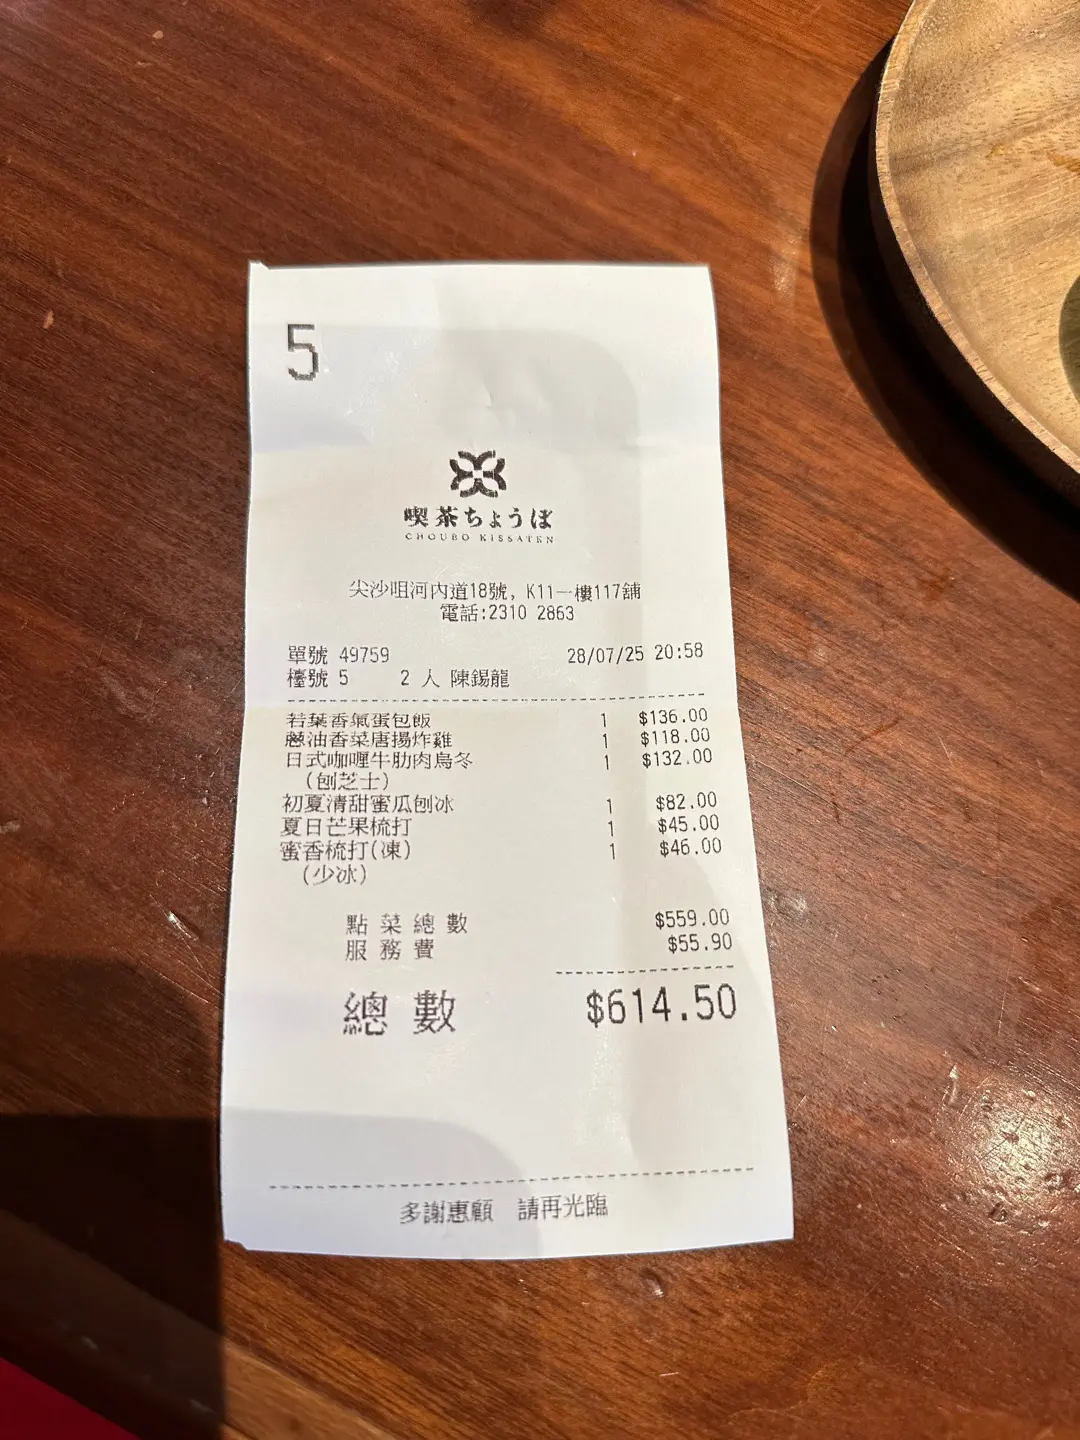 5
喫茶ちょうぼ
CHOUBO KISSATEN
尖沙咀河內道18號, K11一樓117舖
電話:2310 2863
單號 49759 28/07/25 20:58
檯號 5 2 人 陳錫龍
若葉香氣蛋包飯 1 $136.00
蔥油香菜唐揚炸雞 1 $118.00
日式咖喱牛肋肉烏冬 1 $132.00
(刨芝士)
初夏清甜蜜瓜刨冰 1 $82.00
夏日芒果梳打 1 $45.00
蜜香梳打(凍) 1 $46.00
(少冰)
點菜總數 $559.00
服務費 $55.90
總數 $614.50
多謝惠顧 請再光臨